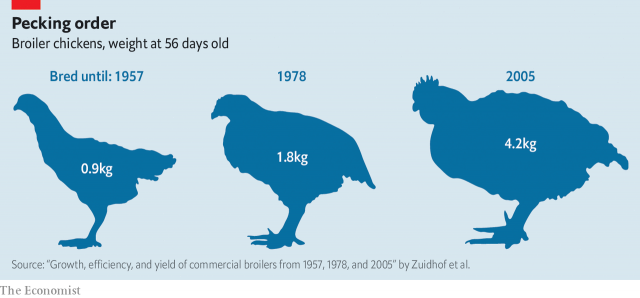 Pecking order
Broiler chickens, weight at 56 days old
Bred until: 1957
1978
2005
0.9kg
1.8kg
4.2kg
Source: "Growth, efficiency, and yield of commercial broilers from 1957, 1978, and 2005" by Zuidhof et al.
The Economist